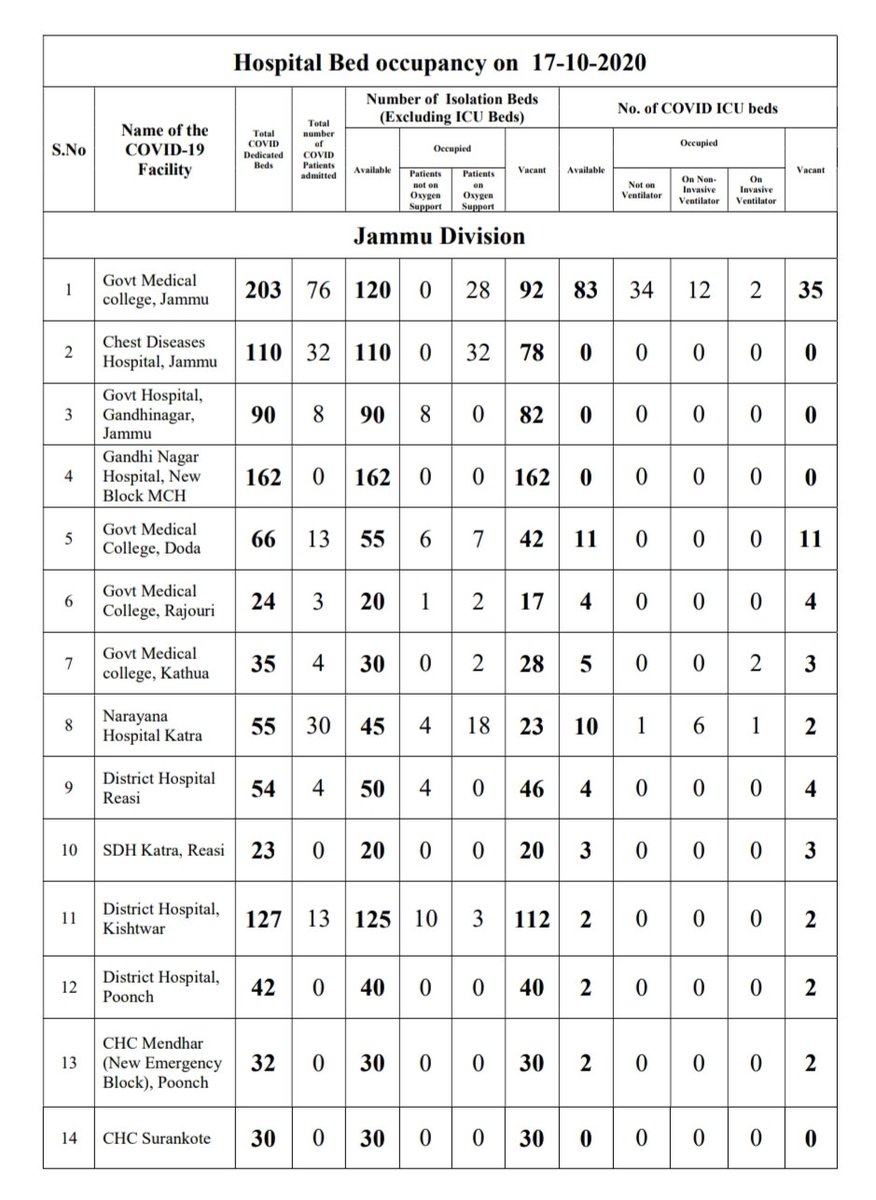 Hospital Bed occupancy on 17-10-2020
S.No
Name of the
COVID-19
Facility
Total
COVID
Dedicated
Beds
Total
number
of
COVID
Patients
admitted
Number of Isolation Beds
(Excluding ICU Beds)
Available
Occupied
Patients
not on
Oxygen
Support
Patients
on
Oxygen
Support
Vacant
No. of COVID ICU beds
Available
Occupied
Not on
Ventilator
On Non-
Invasive
Ventilator
On
Invasive
Ventilator
Vacant
Jammu Division
1 Govt Medical
college, Jammu 203 76 120 0 28 92 83 34 12 2 35
2 Chest Diseases
Hospital, Jammu 110 32 110 0 32 78 0 0 0 0 0
3 Govt Hospital,
Gandhinagar,
Jammu 90 8 90 8 0 82 0 0 0 0 0
4 Gandhi Nagar
Hospital, New
Block MCH 162 0 162 0 0 162 0 0 0 0 0
5 Govt Medical
College, Doda 66 13 55 6 7 42 11 0 0 0 11
6 Govt Medical
College, Rajouri 24 3 20 1 2 17 4 0 0 0 4
7 Govt Medical
college, Kathua 35 4 30 0 2 28 5 0 0 2 3
8 Narayana
Hospital Katra 55 30 45 4 18 23 10 1 6 1 2
9 District Hospital
Reasi 54 4 50 4 0 46 4 0 0 0 4
10 SDH Katra, Reasi 23 0 20 0 0 20 3 0 0 0 3
11 District Hospital,
Kishtwar 127 13 125 10 3 112 2 0 0 0 2
12 District Hospital,
Poonch 42 0 40 0 0 40 2 0 0 0 2
13 CHC Mendhar
(New Emergency
Block), Poonch 32 0 30 0 0 30 2 0 0 0 2
14 CHC Surankote 30 0 30 0 0 30 0 0 0 0 0